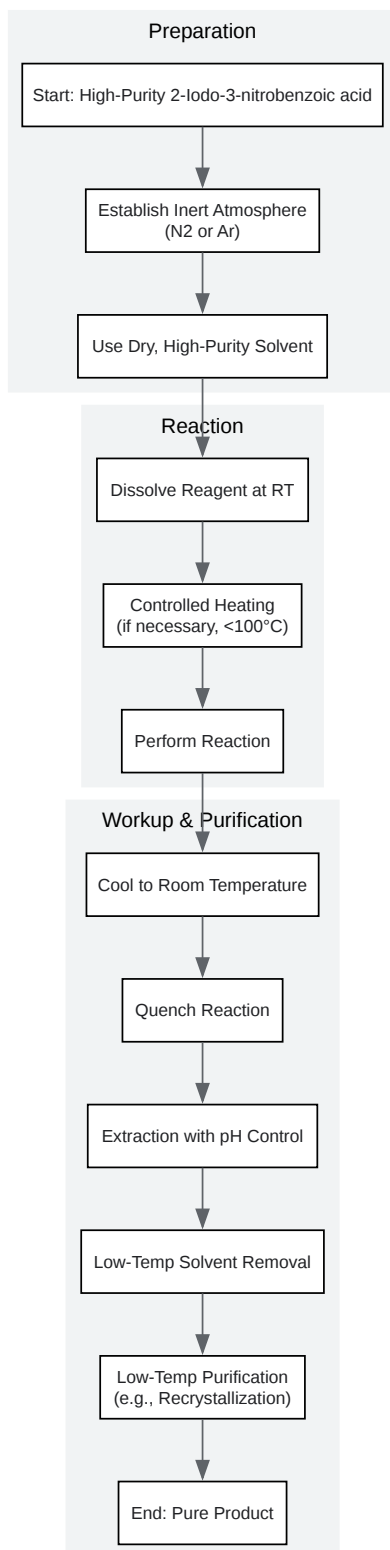 Preparation
Start: High-Purity 2-Iodo-3-nitrobenzoic acid
Establish Inert Atmosphere
(N2 or Ar)
Use Dry, High-Purity Solvent
Reaction
Dissolve Reagent at RT
Controlled Heating
(if necessary, <100°C)
Perform Reaction
Workup & Purification
Cool to Room Temperature
Quench Reaction
Extraction with pH Control
Low-Temp Solvent Removal
Low-Temp Purification
(e.g., Recrystallization)
End: Pure Product